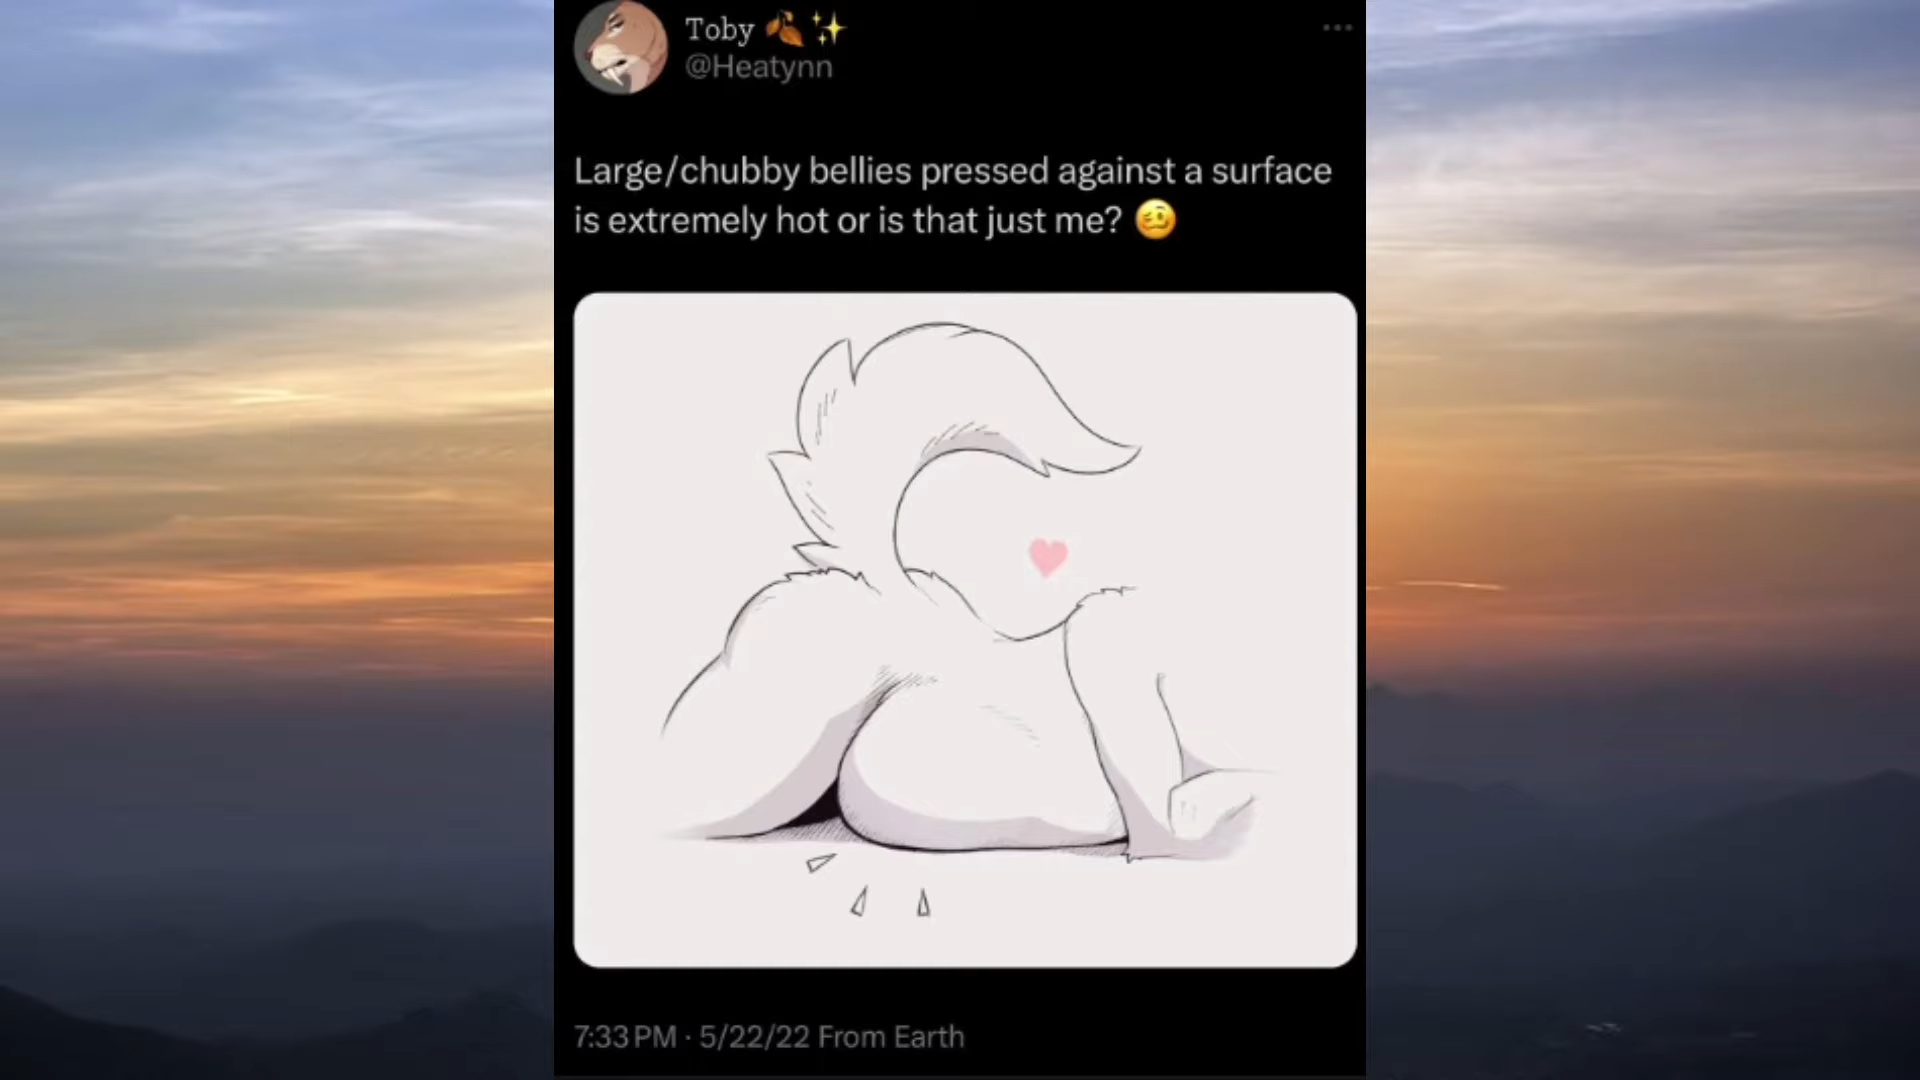 Toby 🍂✨
@Heatynn
Large/chubby bellies pressed against a surface
is extremely hot or is that just me? 🥴
7:33 PM · 5/22/22 From Earth